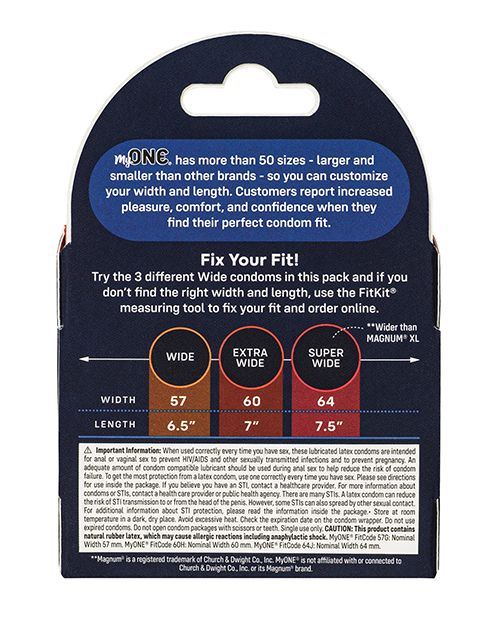 MyONE® has more than 50 sizes - larger and
smaller than other brands - so you can customize
your width and length. Customers report increased
pleasure, comfort, and confidence when they
find their perfect condom fit.
Fix Your Fit!
Try the 3 different Wide condoms in this pack and if you
don't find the right width and length, use the FitKit®
measuring tool to fix your fit and order online.
**Wider than
MAGNUM® XL
WIDE EXTRA WIDE SUPER WIDE
WIDTH 57 60 64
LENGTH 6.5" 7" 7.5"
⚠ Important Information: When used correctly every time you have sex, these lubricated latex condoms are intended
for anal or vaginal sex to prevent HIV/AIDS and other sexually transmitted infections and to prevent pregnancy. An
adequate amount of condom compatible lubricant should be used during anal sex to help reduce the risk of condom
failure. To get the most protection from a latex condom, use one correctly every time you have sex. Please see directions
for use inside the package. If you believe you have an STI, contact a healthcare provider. For more information about
condoms or STIs, contact a health care provider or public health agency. There are many STIs. A latex condom can reduce
the risk of STI transmission to or from the head of the penis. However, some STIs can also spread by other sexual contact.
For additional information about STI protection, please read the information inside the package. • Store at room
temperature in a dark, dry place. Avoid excessive heat. Check the expiration date on the condom wrapper. Do not use
expired condoms. Do not open condom packages with scissors or teeth. Single use only. CAUTION: This product contains
natural rubber latex, which may cause allergic reactions including anaphylactic shock. MyONE® FitCode 57G: Nominal
Width 57 mm. MyONE® FitCode 60H: Nominal Width 60 mm. MyONE® FitCode 64J: Nominal Width 64 mm.
**Magnum® is a registered trademark of Church & Dwight Co., Inc. MyONE® is not affiliated with or connected to
Church & Dwight Co., Inc. or its Magnum® brand.